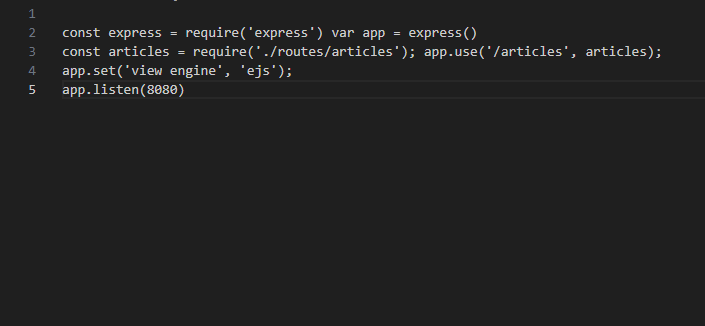 1
2 const express = require('express') var app = express()
3 const articles = require('./routes/articles'); app.use('/articles', articles);
4 app.set('view engine', 'ejs');
5 app.listen(8080)